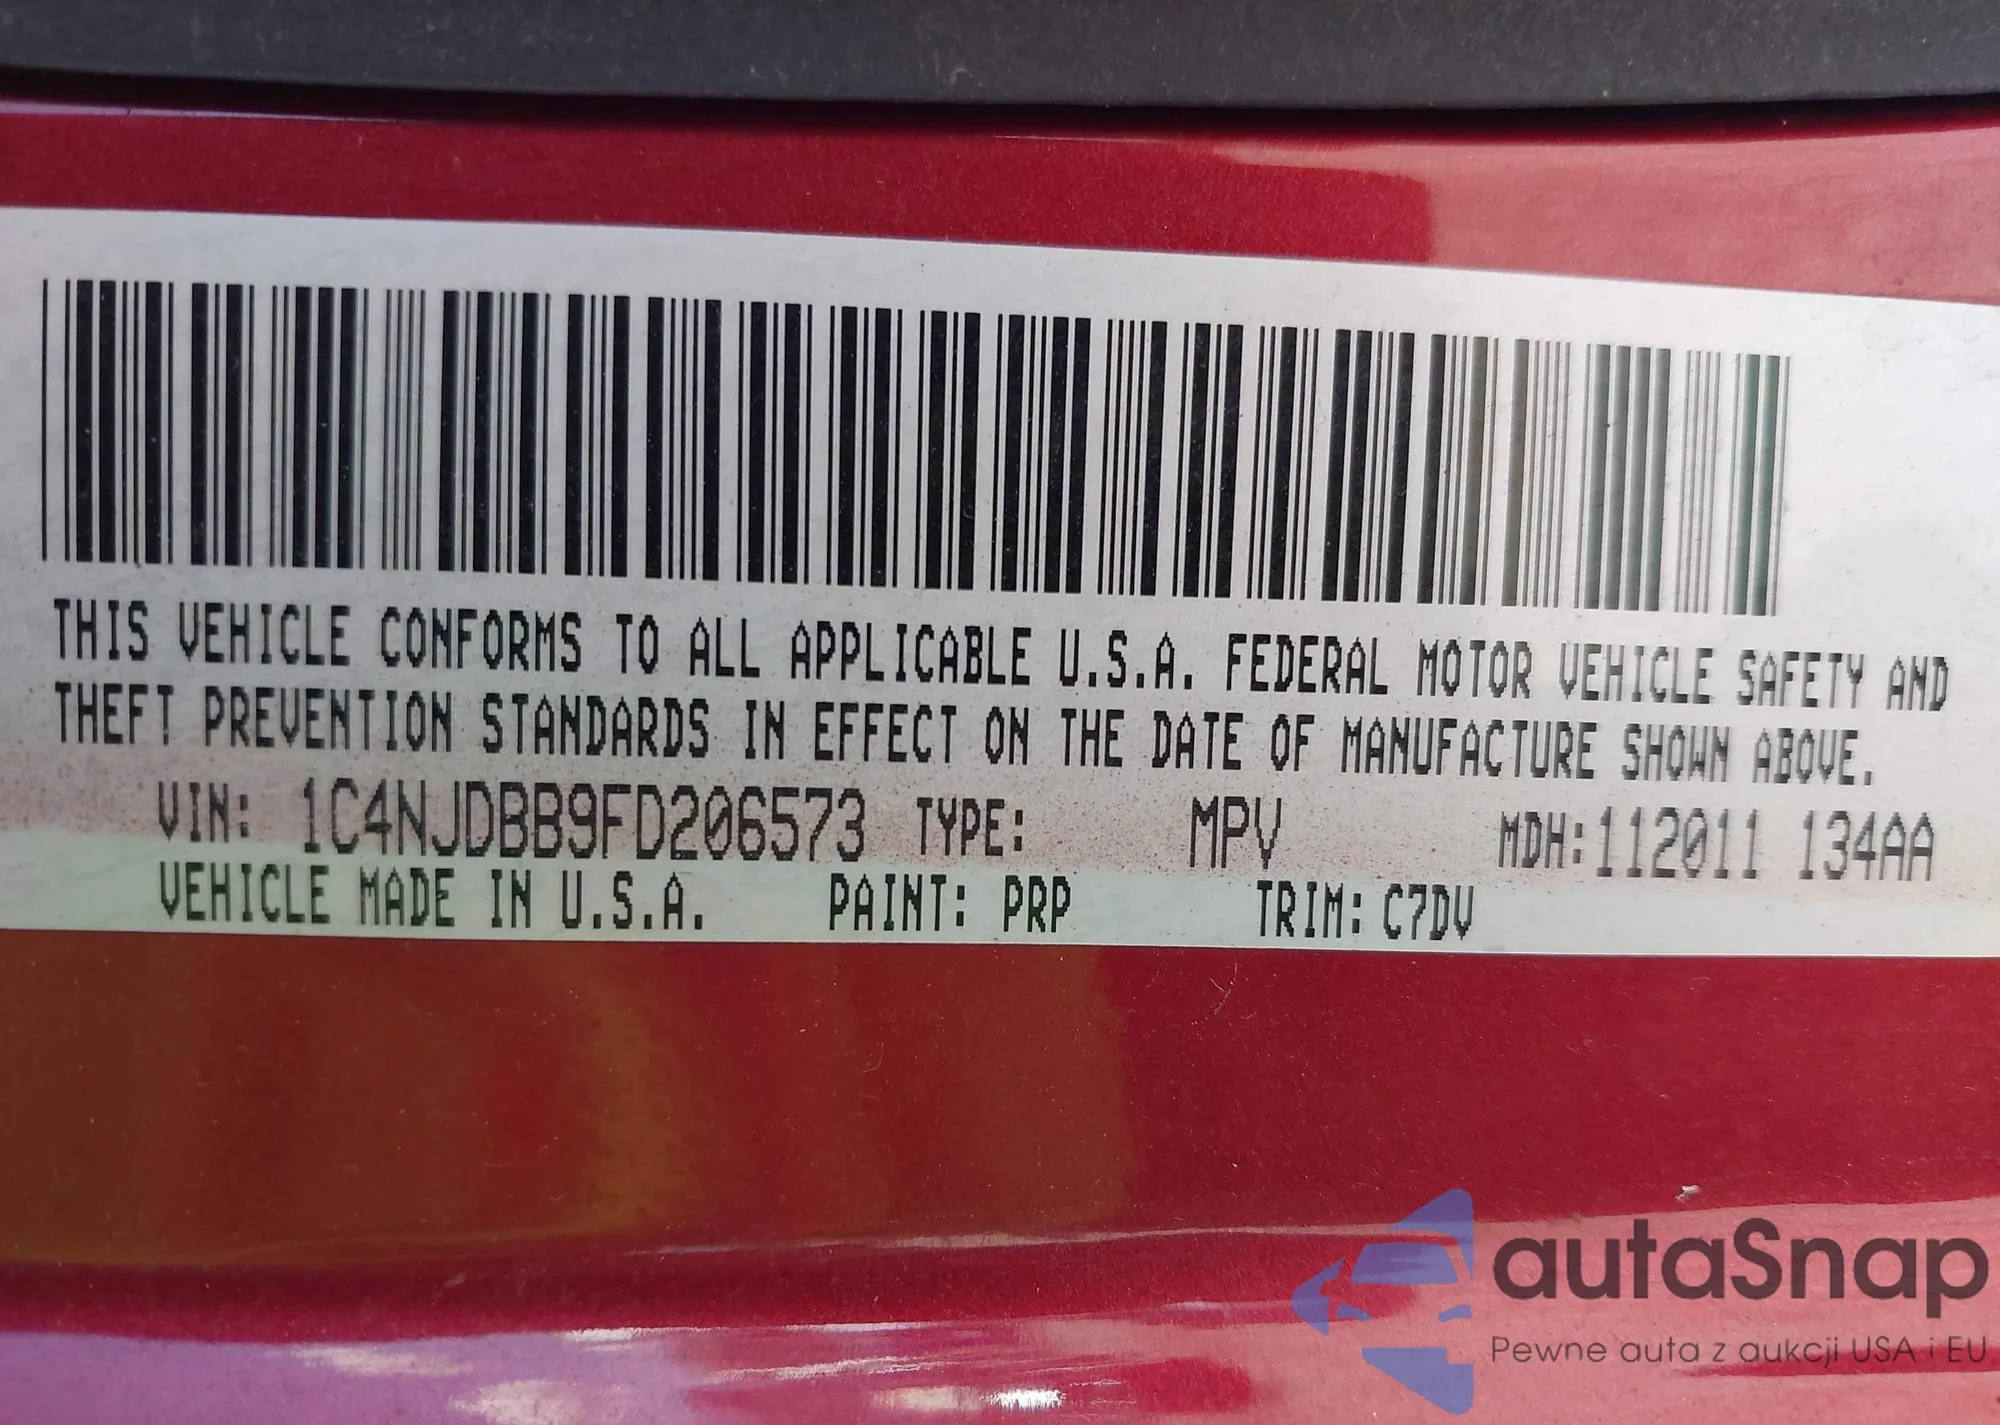 THIS VEHICLE CONFORMS TO ALL APPLICABLE U.S.A. FEDERAL MOTOR VEHICLE SAFETY AND
THEFT PREVENTION STANDARDS IN EFFECT ON THE DATE OF MANUFACTURE SHOWN ABOVE.
VIN: 1C4NJDBB9FD206573 TYPE: MPV MDH:112011 134AA
VEHICLE MADE IN U.S.A. PAINT: PRP TRIM: C7DV
autaSnap
Pewne auta z aukcji USA i EU